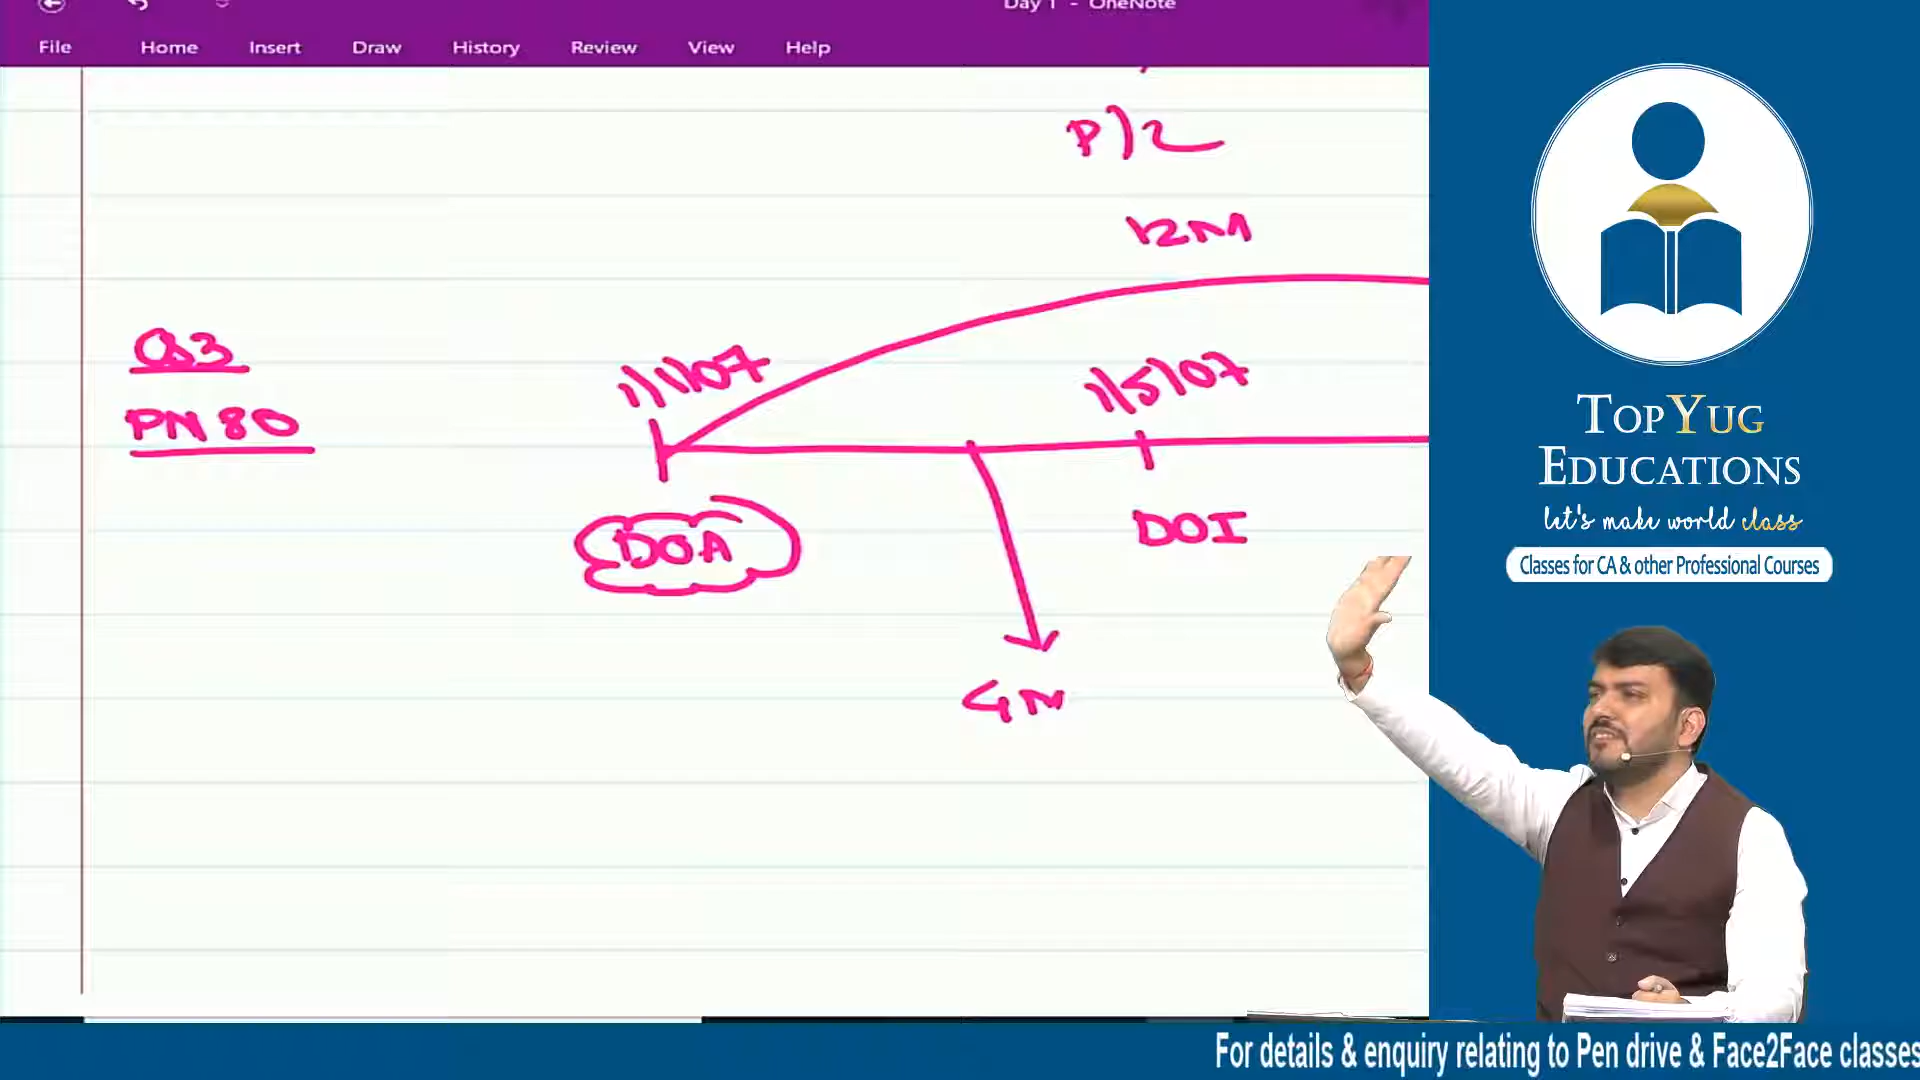 Day 1 - OneNote
File Home Insert Draw History Review View Help
P)2
12M
Q3
PN 80
1/1/07
1/5/07
DOA
DOI
4M
TOPYUG
EDUCATIONS
let's make world class
Classes for CA & other Professional Courses
For details & enquiry relating to Pen drive & Face2Face classes